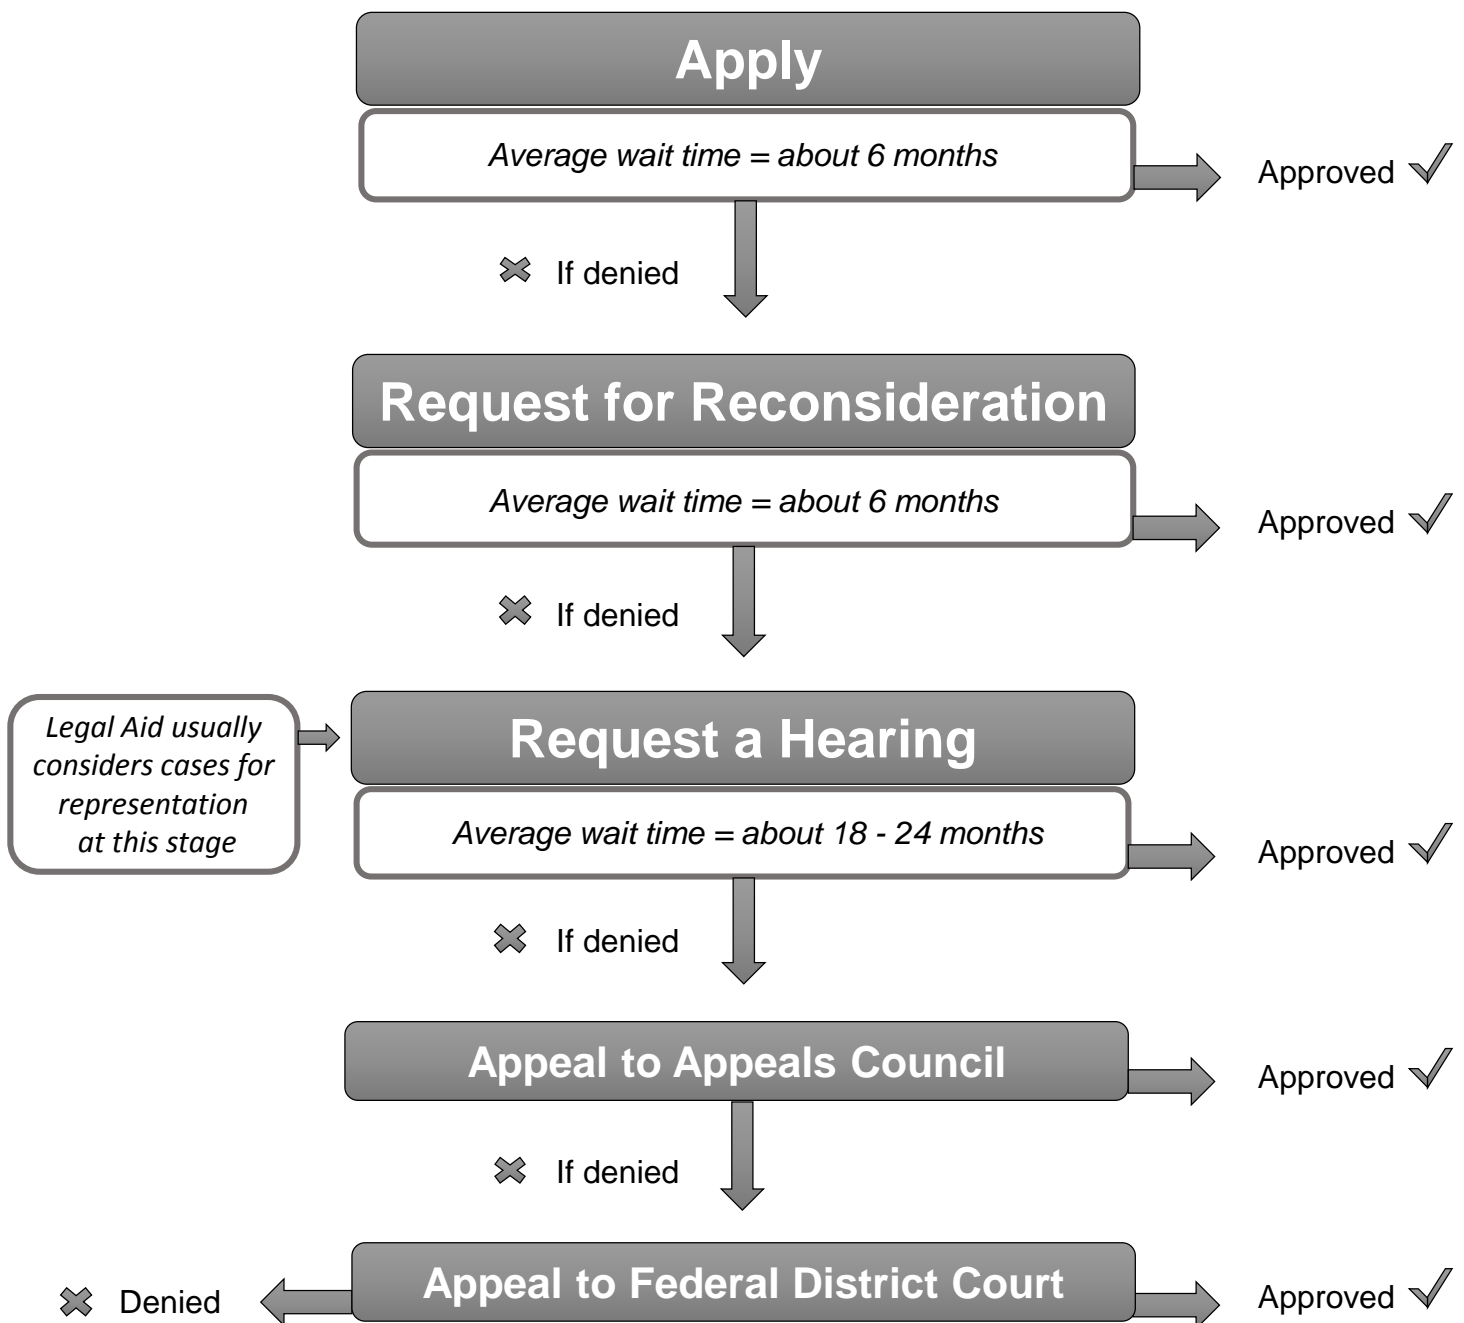 Apply
Average wait time = about 6 months
Approved
If denied
Request for Reconsideration
Average wait time = about 6 months
Approved
If denied
Legal Aid usually
considers cases for
representation
at this stage
Request a Hearing
Average wait time = about 18 - 24 months
Approved
If denied
Appeal to Appeals Council
Approved
If denied
Appeal to Federal District Court
Denied
Approved